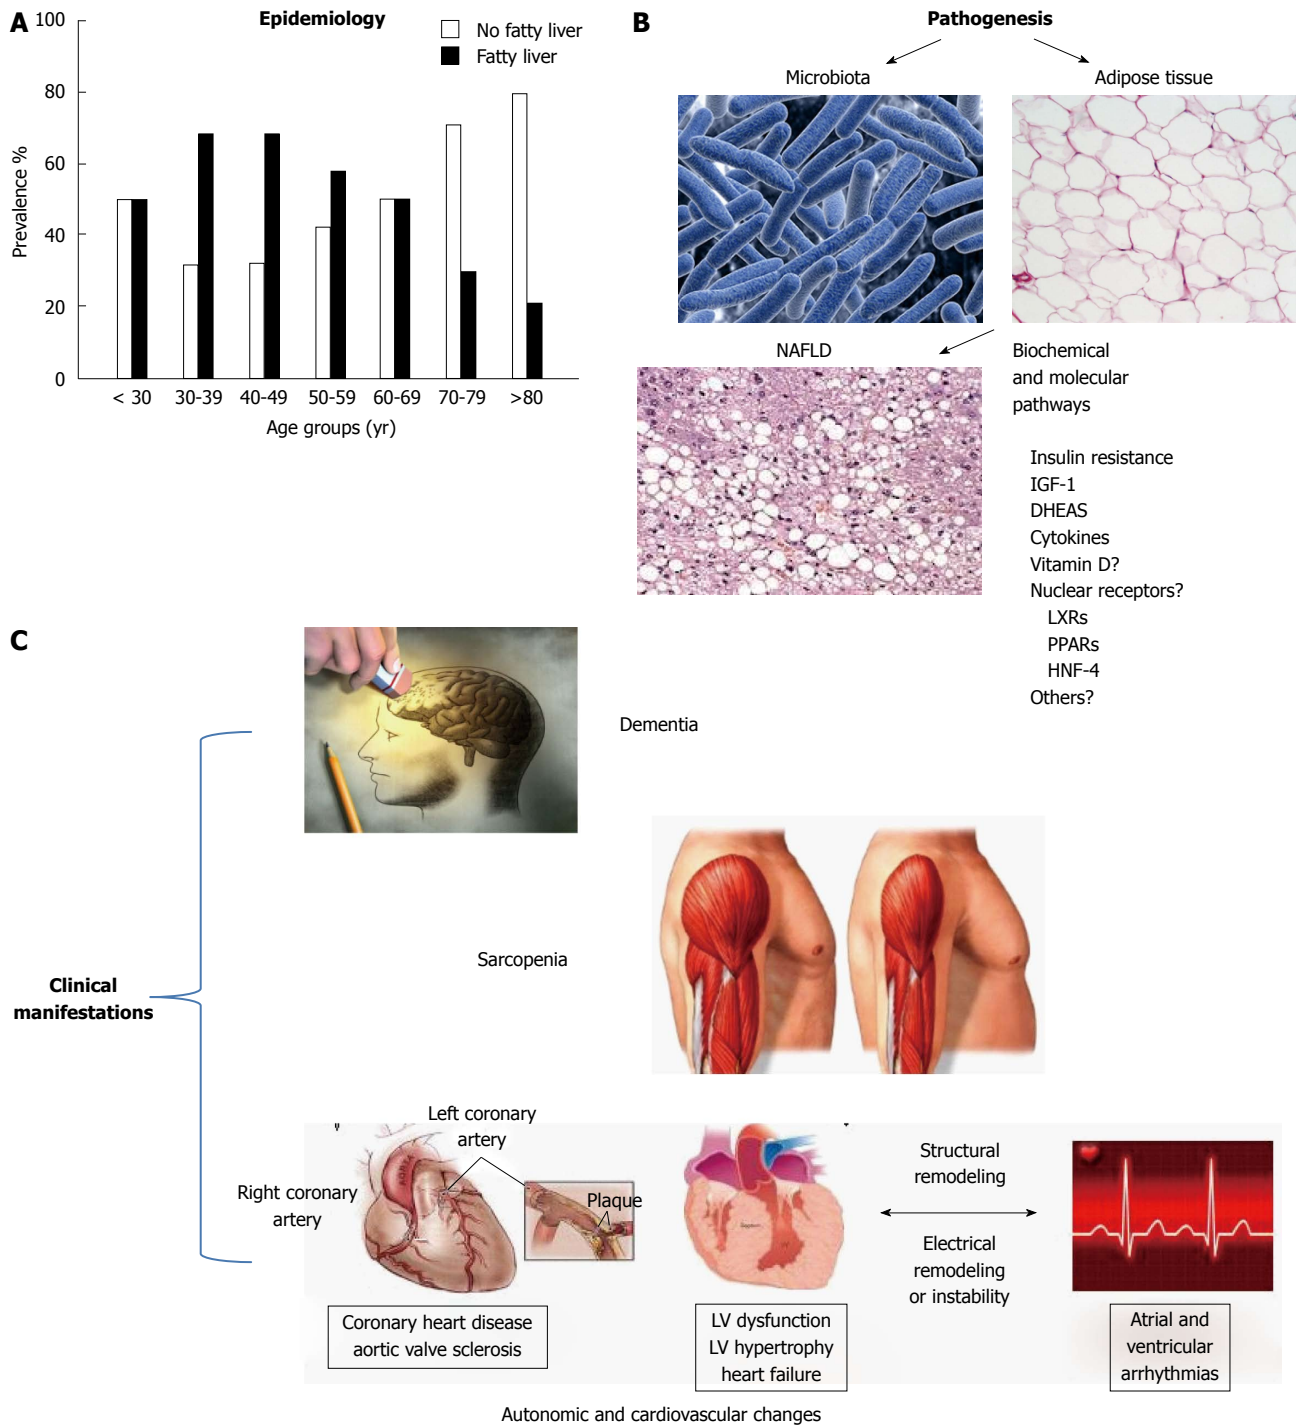 A
Epidemiology
No fatty liver
Fatty liver
100
80
60
40
20
0
Prevalence %
< 30 30-39 40-49 50-59 60-69 70-79 >80
Age groups (yr)
B
Pathogenesis
Microbiota
Adipose tissue
NAFLD
Biochemical
and molecular
pathways
Insulin resistance
IGF-1
DHEAS
Cytokines
Vitamin D?
Nuclear receptors?
LXRs
PPARs
HNF-4
Others?
C
Clinical
manifestations
Dementia
Sarcopenia
Left coronary
artery
Right coronary
artery
AORTA
Plaque
Septum
LV
Structural
remodeling
Electrical
remodeling
or instability
Coronary heart disease
aortic valve sclerosis
LV dysfunction
LV hypertrophy
heart failure
Atrial and
ventricular
arrhythmias
Autonomic and cardiovascular changes